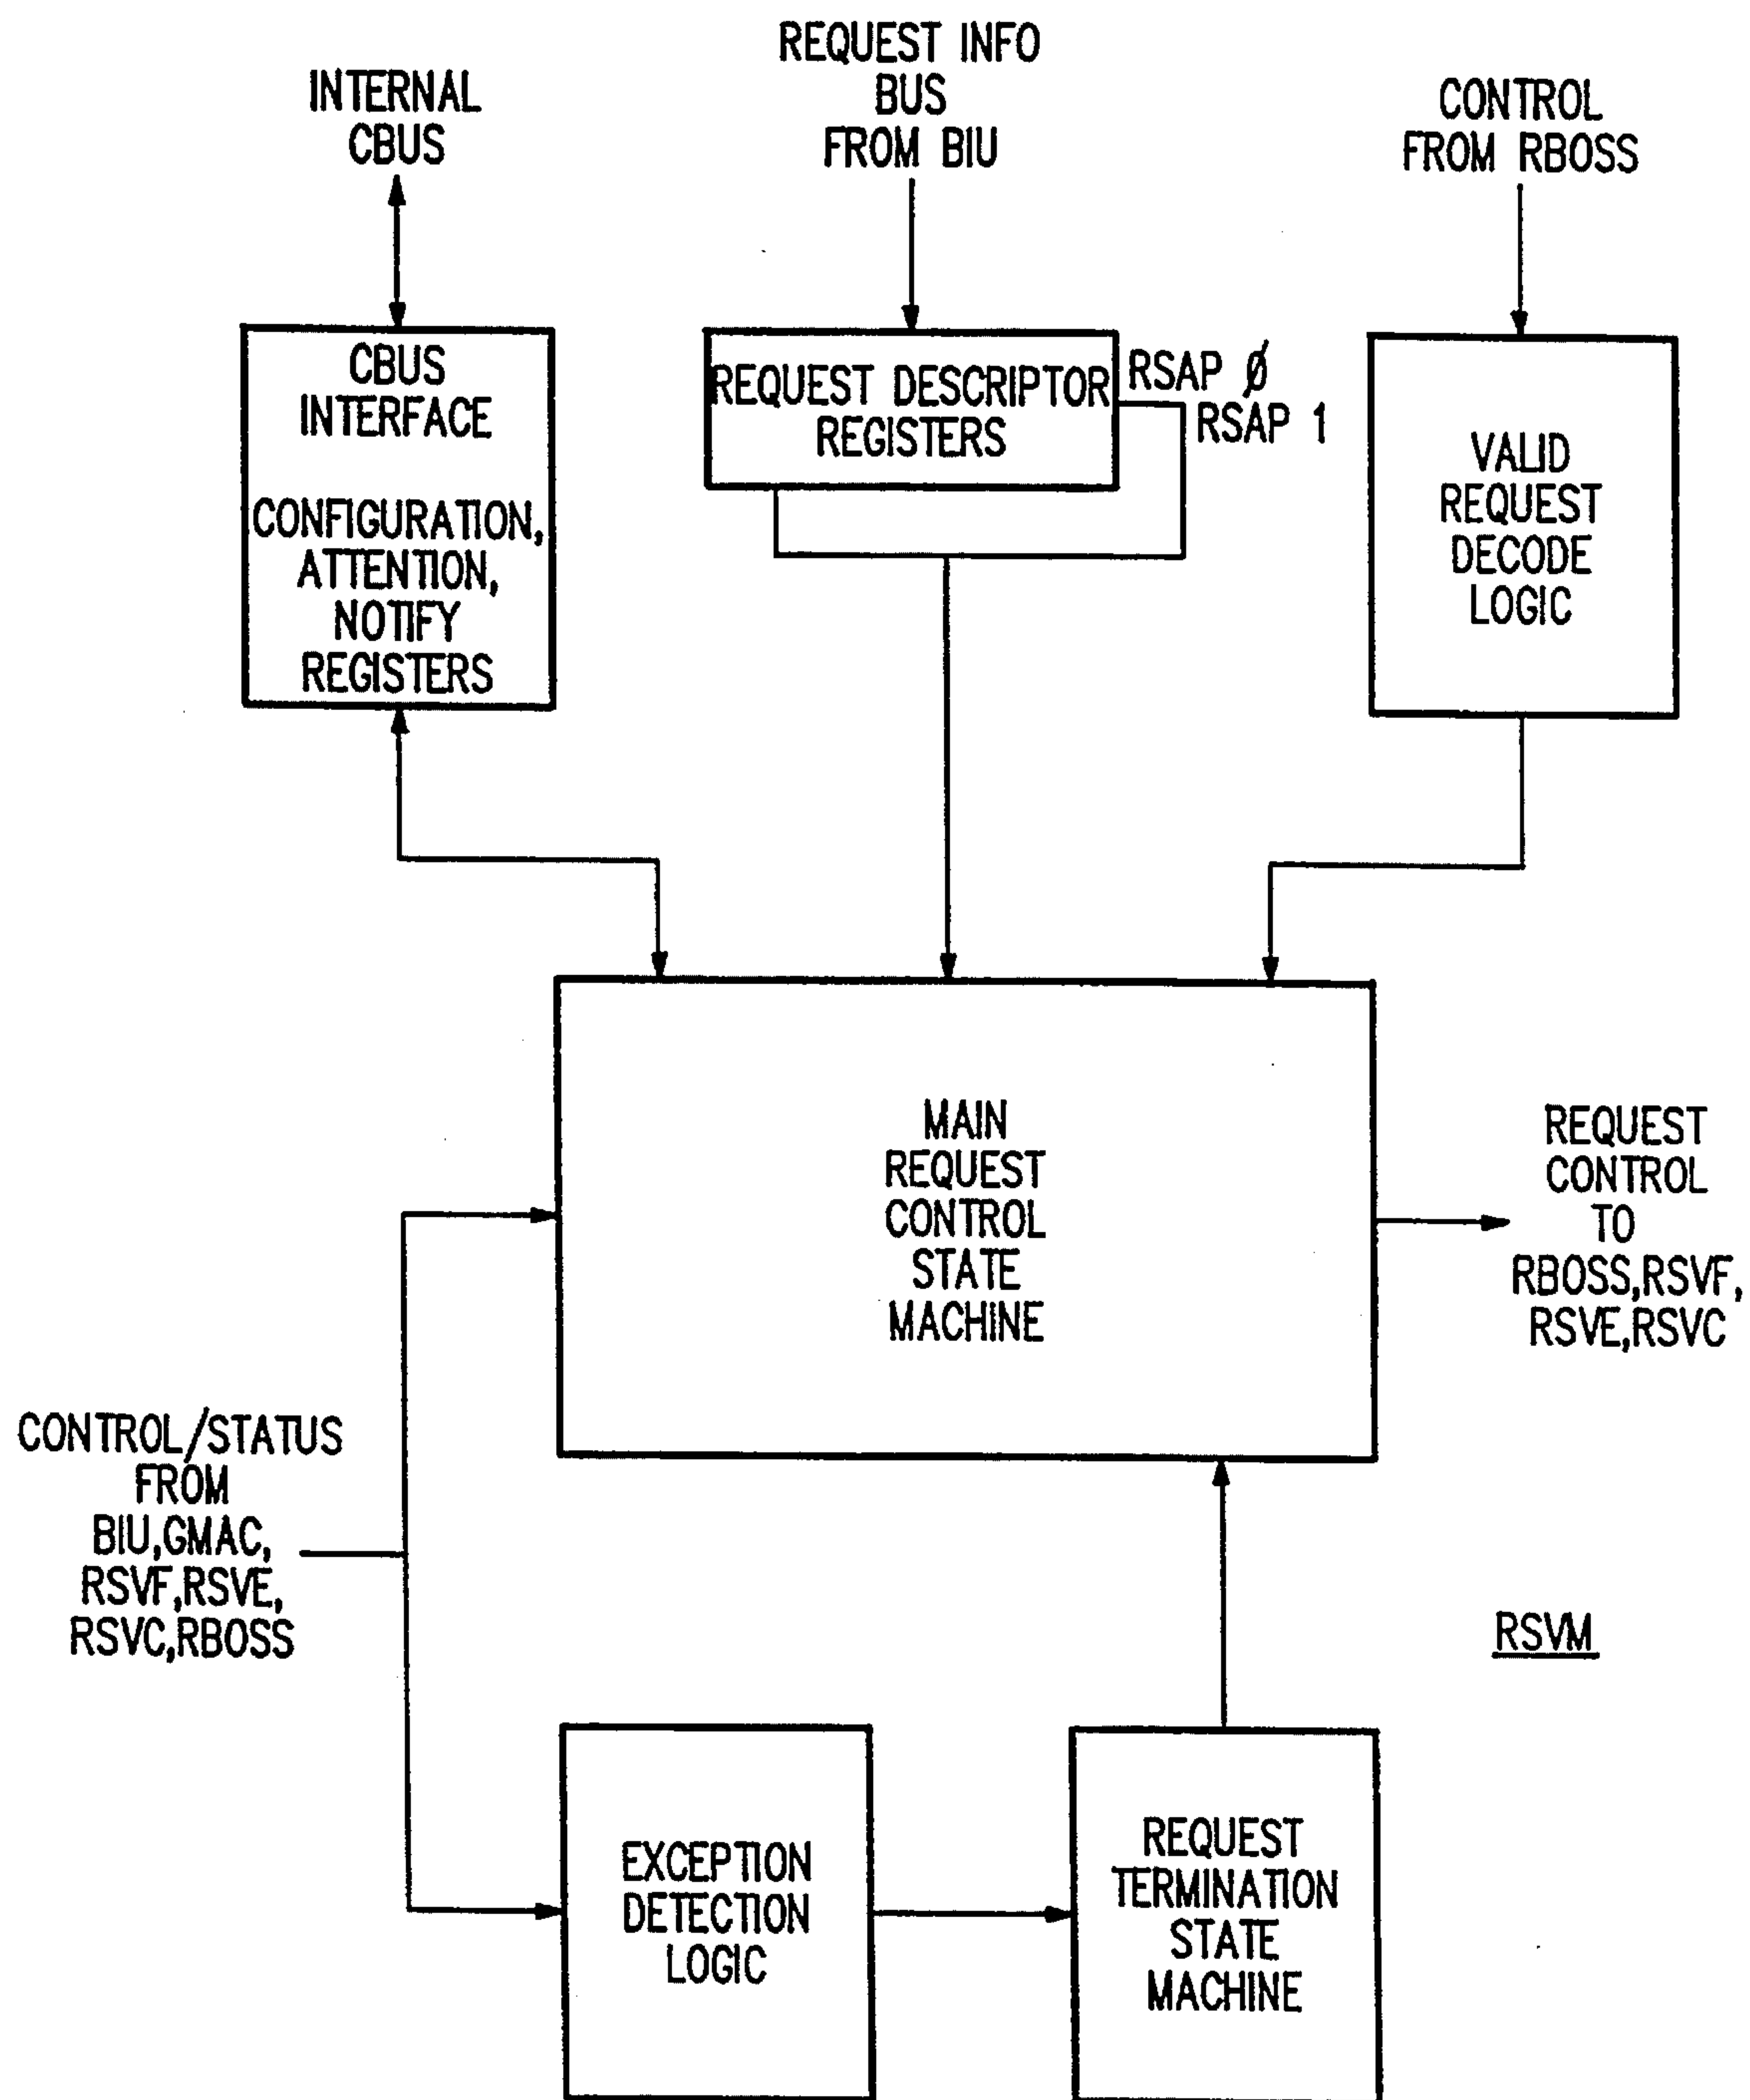 INTERNAL
CBUS
REQUEST INFO
BUS
FROM BIU
CONTROL
FROM RBOSS
CBUS
INTERFACE
CONFIGURATION,
ATTENTION,
NOTIFY
REGISTERS
REQUEST DESCRIPTOR
REGISTERS
RSAP Ø
RSAP 1
VALID
REQUEST
DECODE
LOGIC
MAIN
REQUEST
CONTROL
STATE
MACHINE
REQUEST
CONTROL
TO
RBOSS,RSVF,
RSVE,RSVC
CONTROL/STATUS
FROM
BIU,GMAC,
RSVF,RSVE,
RSVC,RBOSS
RSVM
EXCEPTION
DETECTION
LOGIC
REQUEST
TERMINATION
STATE
MACHINE